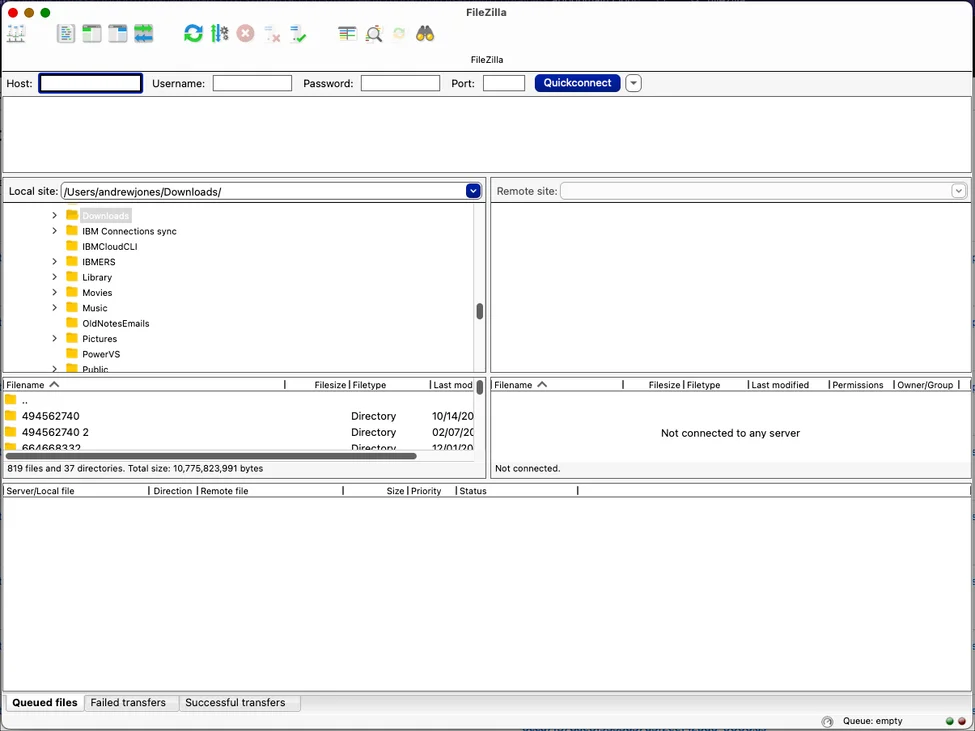 FileZilla
FileZilla
Host: Username: Password: Port: Quickconnect
Local site: /Users/andrewjones/Downloads/
Remote site:
Downloads
IBM Connections sync
IBMCloudCLI
IBMERS
Library
Movies
Music
OldNotesEmails
Pictures
PowerVS
Public
Filename Filesize Filetype Last mod
..
494562740 Directory 10/14/20
494562740 2 Directory 02/07/20
664668332 Directory 12/01/20
819 files and 37 directories. Total size: 10,775,823,991 bytes
Filename Filesize Filetype Last modified Permissions Owner/Group
Not connected to any server
Not connected.
Server/Local file Direction Remote file Size Priority Status
Queued files Failed transfers Successful transfers
Queue: empty